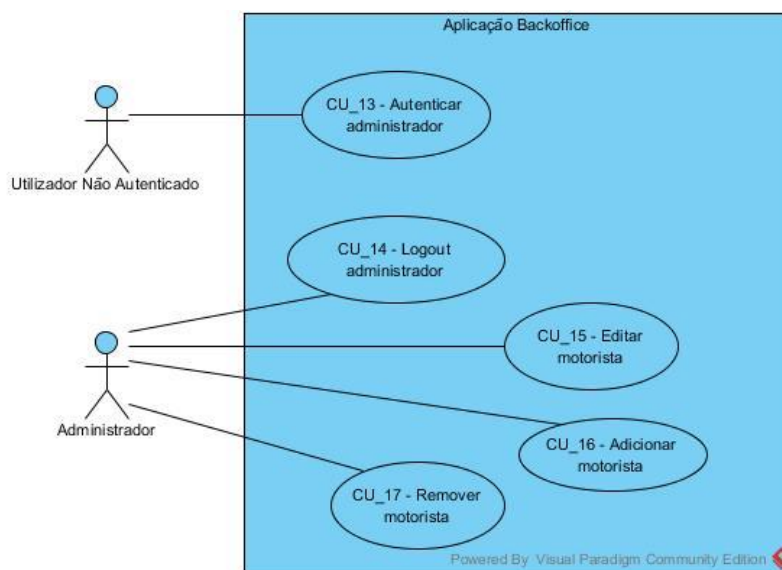 Aplicação Backoffice
CU_13 - Autenticar
administrador
Utilizador Não Autenticado
CU_14 - Logout
administrador
CU_15 - Editar
motorista
Administrador
CU_16 - Adicionar
motorista
CU_17 - Remover
motorista
Powered By Visual Paradigm Community Edition